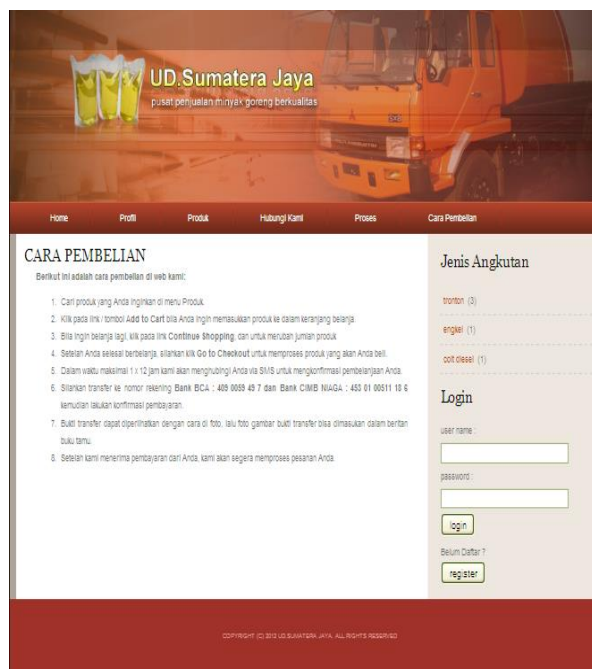 UD.Sumatera Jaya
pusat penjualan minyak goreng berkualitas
Home Profil Produk Hubungi Kami Proses Cara Pembelian
CARA PEMBELIAN
Berikut ini adalah cara pembelian di web kami:
1. Cari produk yang Anda inginkan di menu Produk.
2. Klik pada link / tombol Add to Cart bila Anda ingin memasukkan produk ke dalam keranjang belanja.
3. Bila ingin belanja lagi, klik pada link Continue Shopping, dan untuk merubah jumlah produk
4. Setelah Anda selesai berbelanja, silahkan klik Go to Checkout untuk memproses produk yang akan Anda beli.
5. Dalam waktu maksimal 1 x 12 jam kami akan menghubingi Anda via SMS untuk mengkonfirmasi pembelanjaan Anda.
6. Silahkan transfer ke nomor rekening Bank BCA : 489 0059 49 7 dan Bank CIMB NIAGA : 453 01 00511 18 6
kemudian lakukan konfirmasi pembayaran.
7. Bukti transfer dapat diperlihatkan dengan cara di foto, lalu foto gambar bukti transfer bisa dimasukan dalam beritan
buku tamu.
8. Setelah kami menerima pembayaran dari Anda, kami akan segera memproses pesanan Anda.
Jenis Angkutan
tronton (3)
engkel (1)
colt diesel (1)
Login
user name :
password :
login
Belum Daftar ?
register
COPYRIGHT (C) 2012 UD.SUMATERA JAYA. ALL RIGHTS RESERVED